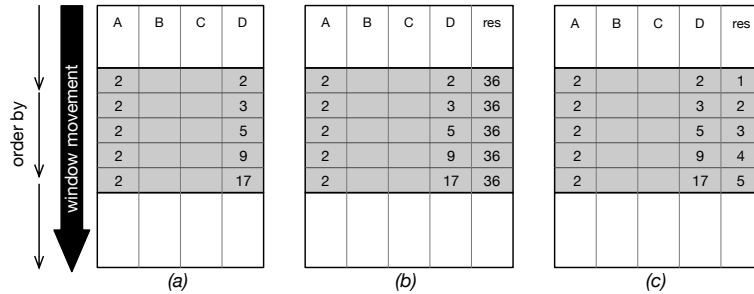 order by
window movement
A B C D
2 2
2 3
2 5
2 9
2 17
(a)
A B C D res
2 2 36
2 3 36
2 5 36
2 9 36
2 17 36
(b)
A B C D res
2 2 1
2 3 2
2 5 3
2 9 4
2 17 5
(c)